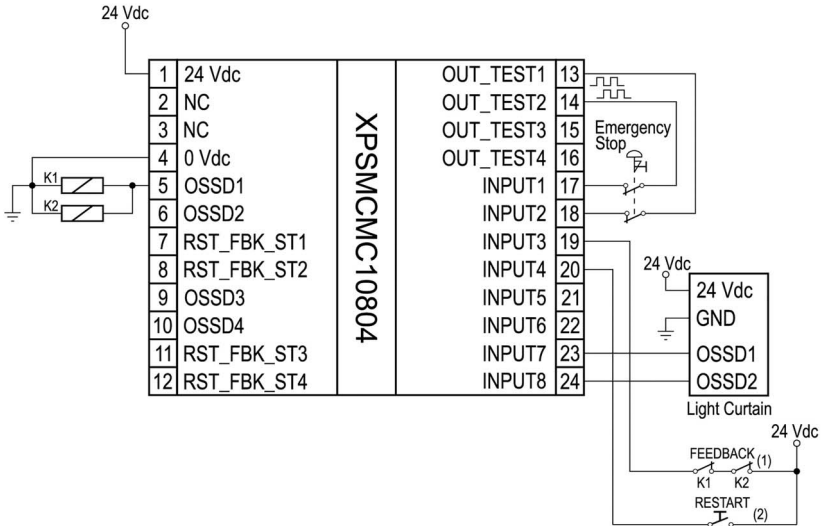 24 Vdc
1 24 Vdc
2 NC
3 NC
4 0 Vdc
5 OSSD1
6 OSSD2
7 RST_FBK_ST1
8 RST_FBK_ST2
9 OSSD3
10 OSSD4
11 RST_FBK_ST3
12 RST_FBK_ST4
K1
K2
XPSMCMC10804
OUT_TEST1 13
OUT_TEST2 14
OUT_TEST3 15
OUT_TEST4 16
INPUT1 17
INPUT2 18
INPUT3 19
INPUT4 20
INPUT5 21
INPUT6 22
INPUT7 23
INPUT8 24
Emergency
Stop
24 Vdc
24 Vdc
GND
OSSD1
OSSD2
Light Curtain
24 Vdc
FEEDBACK (1)
K1 K2
RESTART (2)